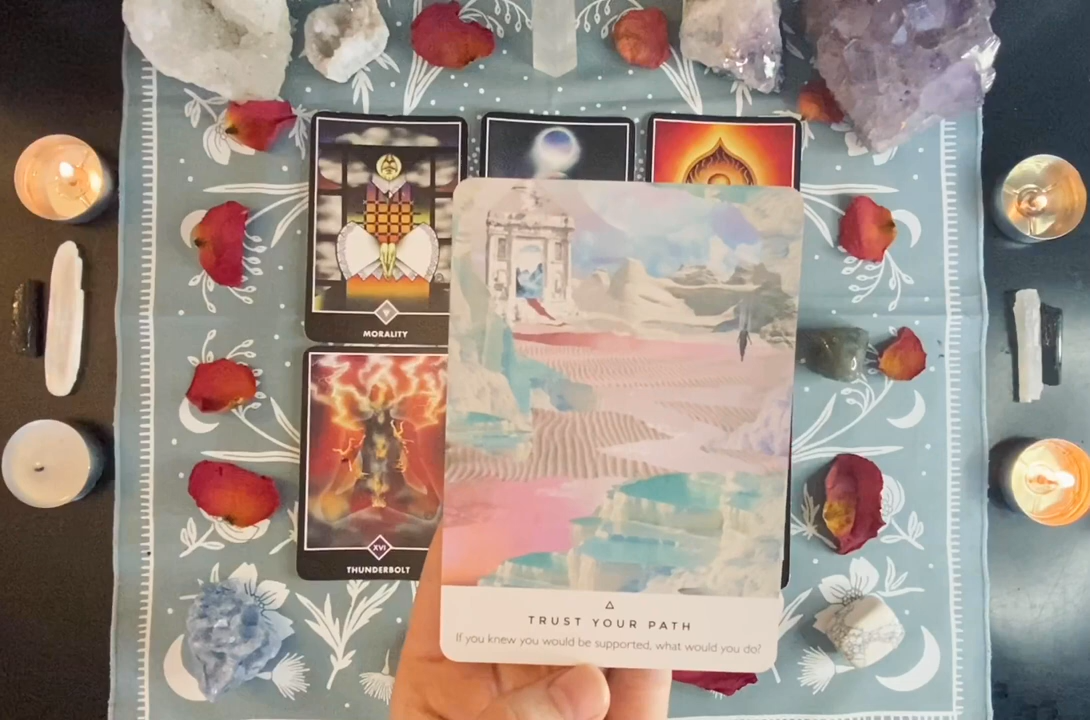 MORALITY
XVI
THUNDERBOLT
TRUST YOUR PATH
If you knew you would be supported, what would you do?